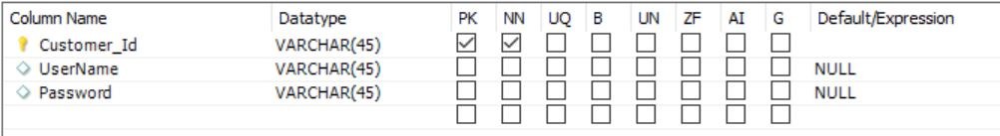 Column Name Datatype PK NN UQ B UN ZF AI G Default/Expression
Customer_Id VARCHAR(45)
UserName VARCHAR(45) NULL
Password VARCHAR(45) NULL